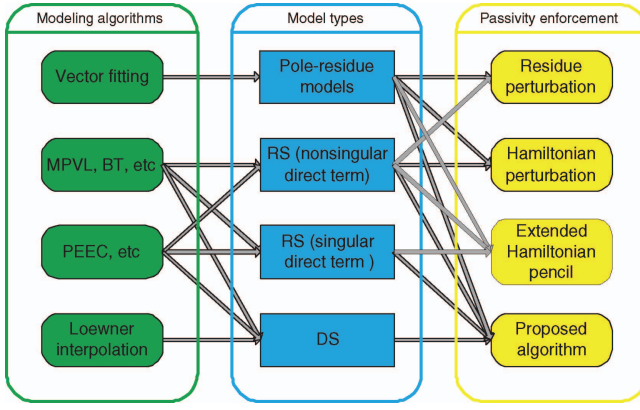 Modeling algorithms
Vector fitting
MPVL, BT, etc
PEEC, etc
Loewner
interpolation
Model types
Pole-residue
models
RS (nonsingular
direct term)
RS (singular
direct term )
DS
Passivity enforcement
Residue
perturbation
Hamiltonian
perturbation
Extended
Hamiltonian
pencil
Proposed
algorithm